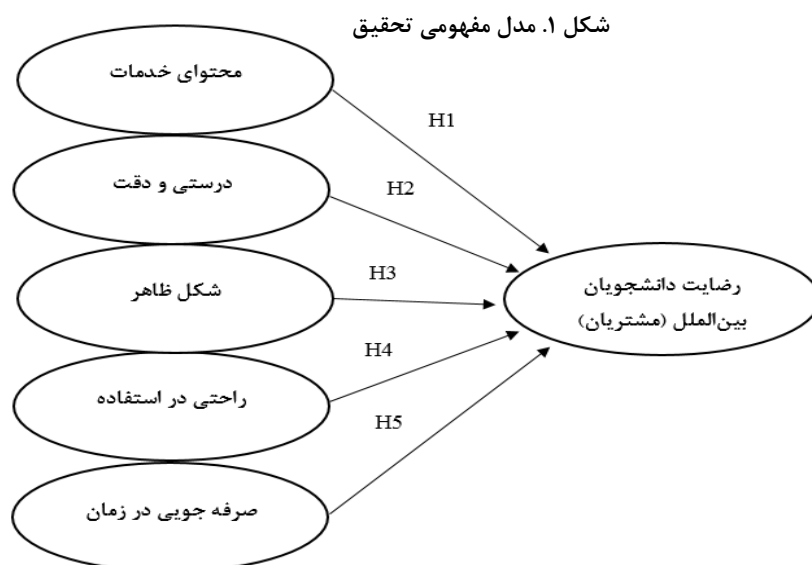 شکل ۱. مدل مفهومی تحقیق
محتوای خدمات
H1
درستی و دقت
H2
شکل ظاهر
H3
رضایت دانشجویان
بین‌الملل (مشتریان)
راحتی در استفاده
H4
صرفه جویی در زمان
H5